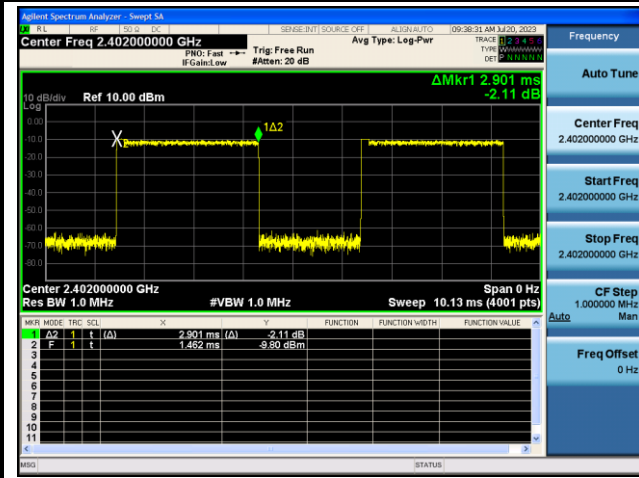 Agilent Spectrum Analyzer - Swept SA
RL RF 50 Ω DC SENSE:INT SOURCE OFF ALIGN AUTO 09:38:31 AM Jul 20, 2023
Center Freq 2.402000000 GHz
PNO: Fast
IFGain:Low
Trig: Free Run
#Atten: 20 dB
Avg Type: Log-Pwr
TRACE 1 2 3 4 5 6
TYPE WWWWWW
DET P N N N N N
ΔMkr1 2.901 ms
-2.11 dB
10 dB/div Ref 10.00 dBm
Log
0.00
-10.0
-20.0
-30.0
-40.0
-50.0
-60.0
-70.0
-80.0
1Δ2
Center 2.402000000 GHz Span 0 Hz
Res BW 1.0 MHz #VBW 1.0 MHz Sweep 10.13 ms (4001 pts)
MKR MODE TRC SCL X Y FUNCTION FUNCTION WIDTH FUNCTION VALUE
1 Δ2 1 t (Δ) 2.901 ms (Δ) -2.11 dB
2 F 1 t 1.462 ms -9.80 dBm
3
4
5
6
7
8
9
10
11
MSG STATUS
Frequency
Auto Tune
Center Freq
2.402000000 GHz
Start Freq
2.402000000 GHz
Stop Freq
2.402000000 GHz
CF Step
1.000000 MHz
Auto Man
Freq Offset
0 Hz